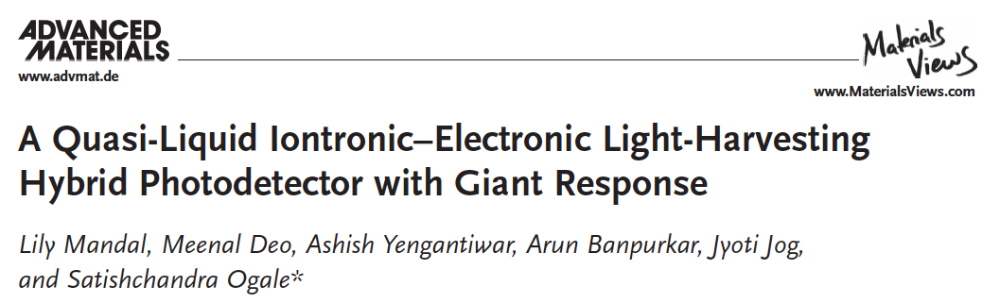 ADVANCED
MATERIALS
www.advmat.de
Materials
Views
www.MaterialsViews.com
A Quasi-Liquid Iontronic–Electronic Light-Harvesting
Hybrid Photodetector with Giant Response
Lily Mandal, Meenal Deo, Ashish Yengantiwar, Arun Banpurkar, Jyoti Jog,
and Satishchandra Ogale*